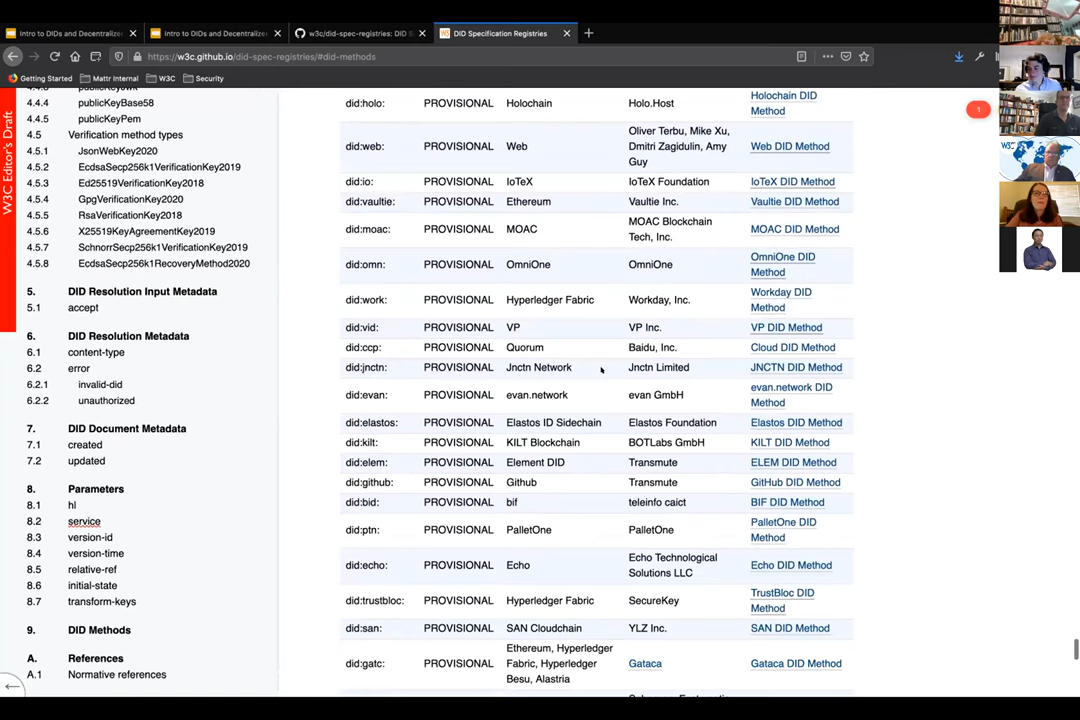 Intro to DIDs and Decentralize
Intro to DIDs and Decentralize
w3c/did-spec-registries: DID S
DID Specification Registries
https://w3c.github.io/did-spec-registries/#did-methods
Getting Started
Mattr Internal
W3C
Security
W3C Editor's Draft
publicKeyJwk
4.4.4 publicKeyBase58
4.4.5 publicKeyPem
4.5 Verification method types
4.5.1 JsonWebKey2020
4.5.2 EcdsaSecp256k1VerificationKey2019
4.5.3 Ed25519VerificationKey2018
4.5.4 GpgVerificationKey2020
4.5.5 RsaVerificationKey2018
4.5.6 X25519KeyAgreementKey2019
4.5.7 SchnorrSecp256k1VerificationKey2019
4.5.8 EcdsaSecp256k1RecoveryMethod2020
5. DID Resolution Input Metadata
5.1 accept
6. DID Resolution Metadata
6.1 content-type
6.2 error
6.2.1 invalid-did
6.2.2 unauthorized
7. DID Document Metadata
7.1 created
7.2 updated
8. Parameters
8.1 hl
8.2 service
8.3 version-id
8.4 version-time
8.5 relative-ref
8.6 initial-state
8.7 transform-keys
9. DID Methods
A. References
A.1 Normative references
did:holo: PROVISIONAL Holochain Holo.Host Holochain DID
Method
did:web: PROVISIONAL Web Oliver Terbu, Mike Xu,
Dmitri Zagidulin, Amy
Guy Web DID Method
did:io: PROVISIONAL IoTeX IoTeX Foundation IoTeX DID Method
did:vaultie: PROVISIONAL Ethereum Vaultie Inc. Vaultie DID Method
did:moac: PROVISIONAL MOAC MOAC Blockchain
Tech, Inc. MOAC DID Method
did:omn: PROVISIONAL OmniOne OmniOne OmniOne DID
Method
did:work: PROVISIONAL Hyperledger Fabric Workday, Inc. Workday DID
Method
did:vid: PROVISIONAL VP VP Inc. VP DID Method
did:ccp: PROVISIONAL Quorum Baidu, Inc. Cloud DID Method
did:jnctn: PROVISIONAL Jnctn Network Jnctn Limited JNCTN DID Method
did:evan: PROVISIONAL evan.network evan GmbH evan.network DID
Method
did:elastos: PROVISIONAL Elastos ID Sidechain Elastos Foundation Elastos DID Method
did:kilt: PROVISIONAL KILT Blockchain BOTLabs GmbH KILT DID Method
did:elem: PROVISIONAL Element DID Transmute ELEM DID Method
did:github: PROVISIONAL Github Transmute GitHub DID Method
did:bid: PROVISIONAL bif teleinfo caict BIF DID Method
did:ptn: PROVISIONAL PalletOne PalletOne PalletOne DID
Method
did:echo: PROVISIONAL Echo Echo Technological
Solutions LLC Echo DID Method
did:trustbloc: PROVISIONAL Hyperledger Fabric SecureKey TrustBloc DID
Method
did:san: PROVISIONAL SAN Cloudchain YLZ Inc. SAN DID Method
did:gatc: PROVISIONAL Ethereum, Hyperledger
Fabric, Hyperledger
Besu, Alastria Gataca Gataca DID Method
1
W3C